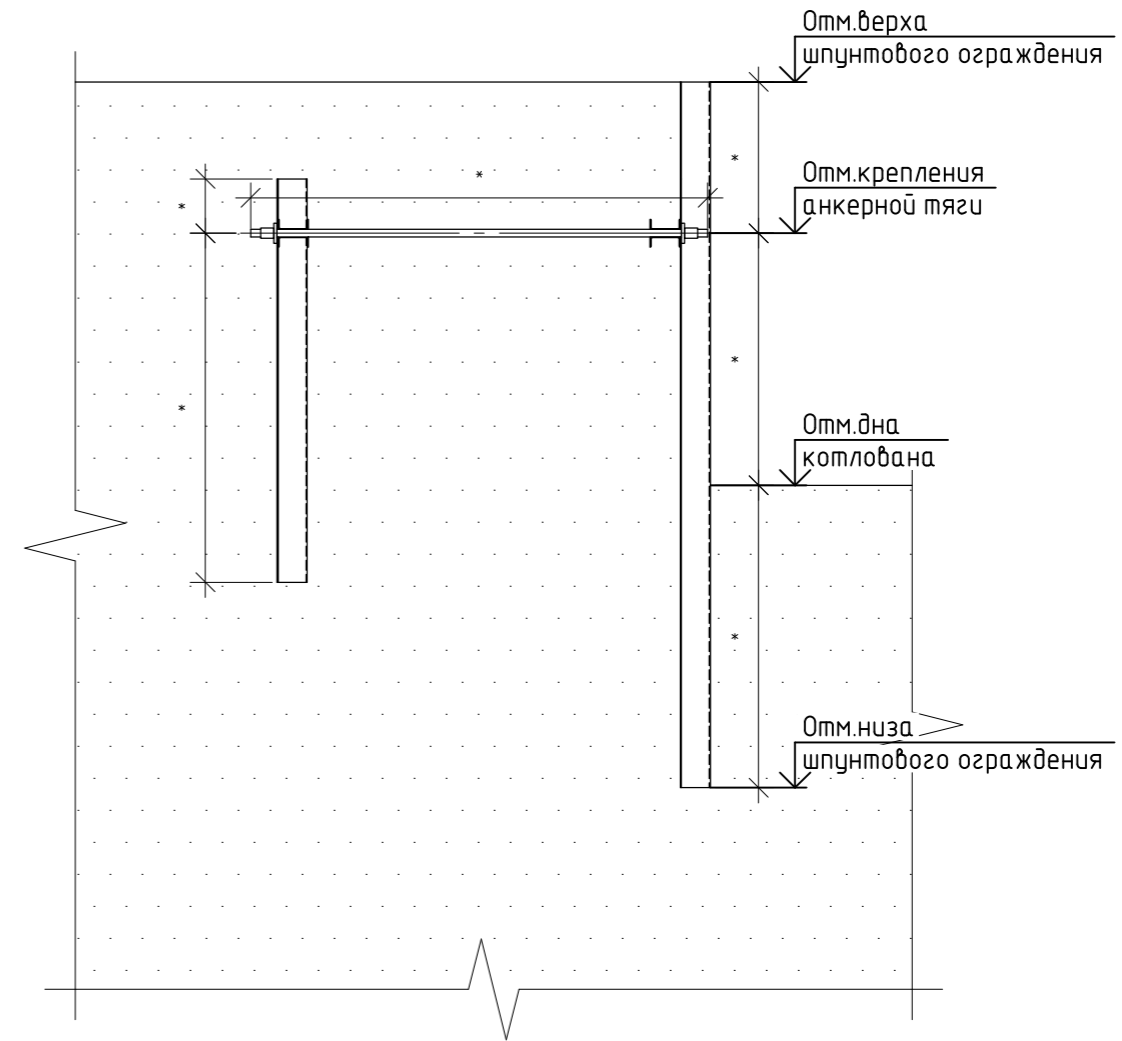 Отм.верха
шпунтового ограждения
*
Отм.крепления
анкерной тяги
*
*
*
*
Отм.дна
котлована
*
Отм.низа
шпунтового ограждения